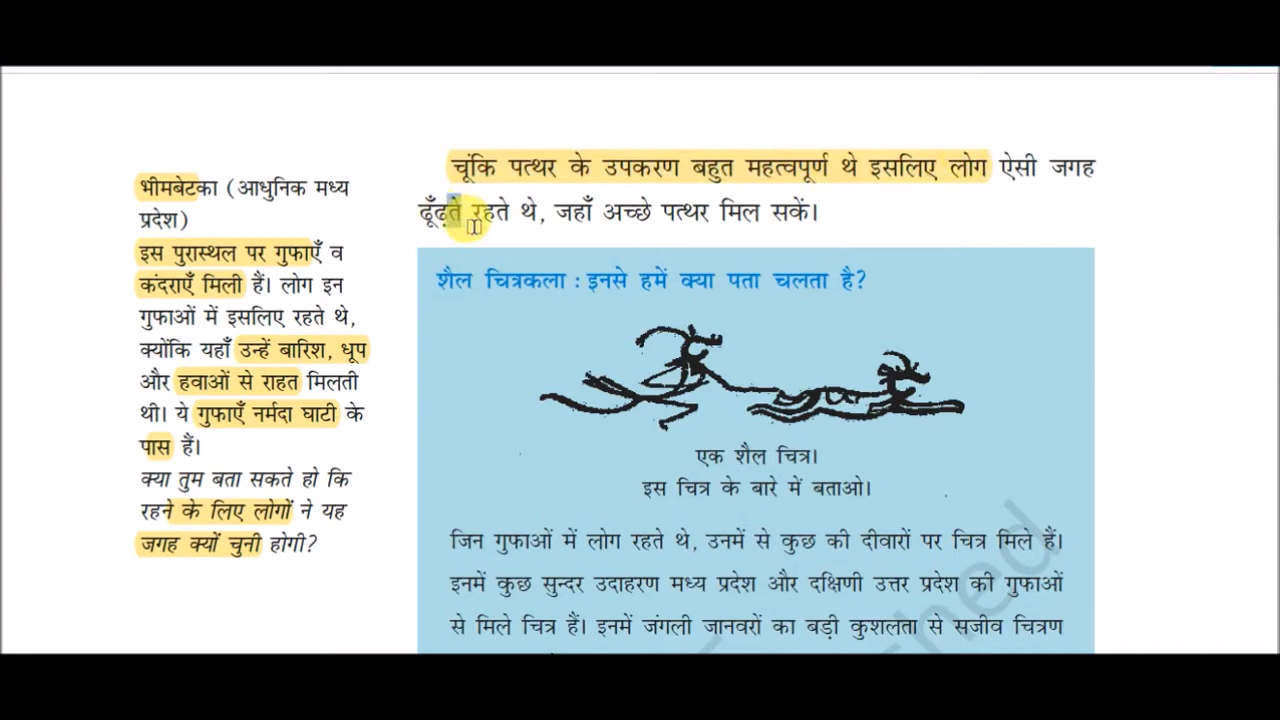 भीमबेटका (आधुनिक मध्य
प्रदेश)
इस पुरास्थल पर गुफाएँ व
कंदराएँ मिली हैं। लोग इन
गुफाओं में इसलिए रहते थे,
क्योंकि यहाँ उन्हें बारिश, धूप
और हवाओं से राहत मिलती
थी। ये गुफाएँ नर्मदा घाटी के
पास हैं।
क्या तुम बता सकते हो कि
रहने के लिए लोगों ने यह
जगह क्यों चुनी होगी?
चूंकि पत्थर के उपकरण बहुत महत्वपूर्ण थे इसलिए लोग ऐसी जगह
ढूँढ़ते रहते थे, जहाँ अच्छे पत्थर मिल सकें।
शैल चित्रकला : इनसे हमें क्या पता चलता है?
एक शैल चित्र।
इस चित्र के बारे में बताओ।
जिन गुफाओं में लोग रहते थे, उनमें से कुछ की दीवारों पर चित्र मिले हैं।
इनमें कुछ सुन्दर उदाहरण मध्य प्रदेश और दक्षिणी उत्तर प्रदेश की गुफाओं
से मिले चित्र हैं। इनमें जंगली जानवरों का बड़ी कुशलता से सजीव चित्रण